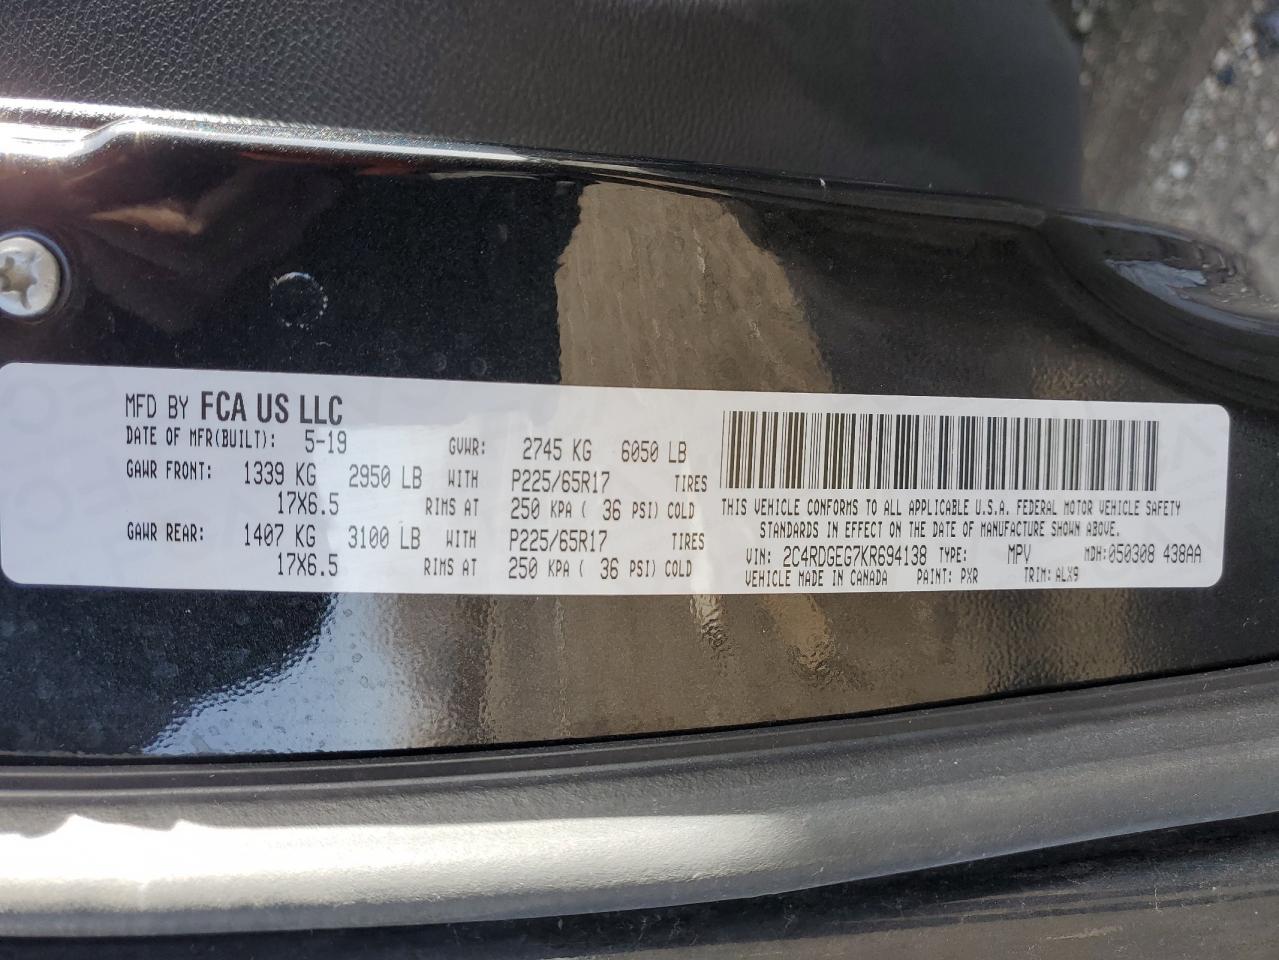 MFD BY FCA US LLC
DATE OF MFR(BUILT): 5-19 GVWR: 2745 KG 6050 LB
GAWR FRONT: 1339 KG 2950 LB WITH P225/65R17 TIRES
17X6.5 RIMS AT 250 KPA ( 36 PSI) COLD
GAWR REAR: 1407 KG 3100 LB WITH P225/65R17 TIRES
17X6.5 RIMS AT 250 KPA ( 36 PSI) COLD
THIS VEHICLE CONFORMS TO ALL APPLICABLE U.S.A. FEDERAL MOTOR VEHICLE SAFETY
STANDARDS IN EFFECT ON THE DATE OF MANUFACTURE SHOWN ABOVE.
VIN: 2C4RDGEG7KR694138 TYPE: MPV MDH: 050308 438AA
VEHICLE MADE IN CANADA PAINT: PXR TRIM: ALX9